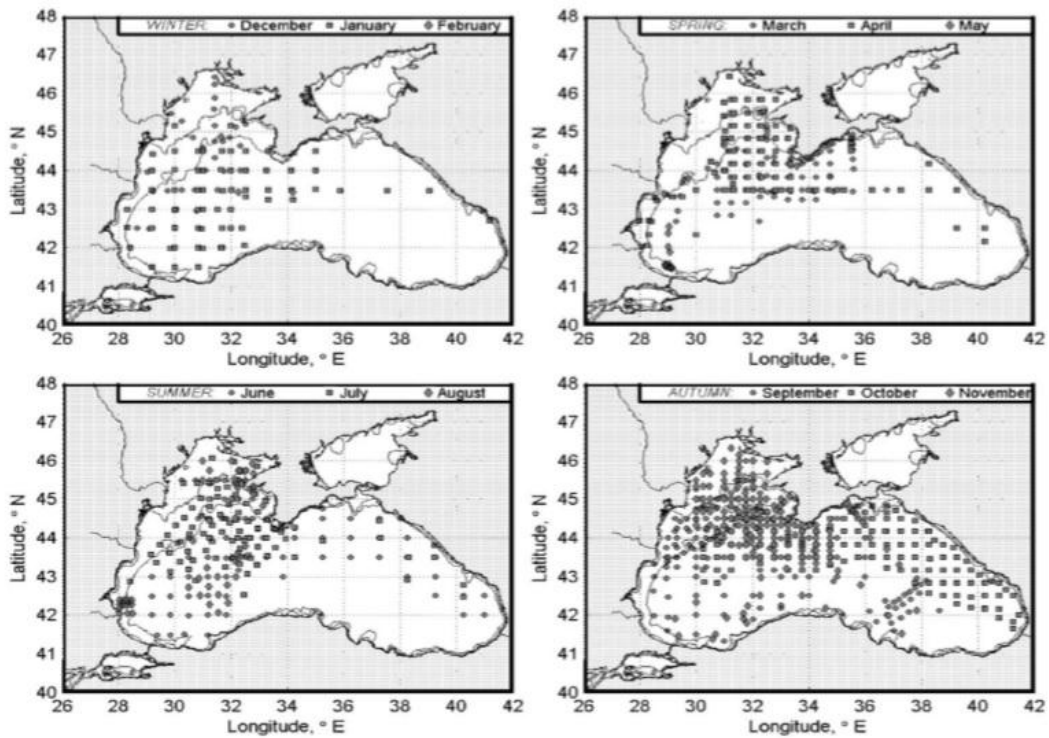 48
WINTER: December January February
47
46
45
44
43
42
41
40
26 28 30 32 34 36 38 40 42
Latitude, ° N
Longitude, ° E
48
SPRING: March April May
47
46
45
44
43
42
41
40
26 28 30 32 34 36 38 40 42
Latitude, ° N
Longitude, ° E
48
SUMMER: June July August
47
46
45
44
43
42
41
40
26 28 30 32 34 36 38 40 42
Latitude, ° N
Longitude, ° E
48
AUTUMN: September October November
47
46
45
44
43
42
41
40
26 28 30 32 34 36 38 40 42
Latitude, ° N
Longitude, ° E